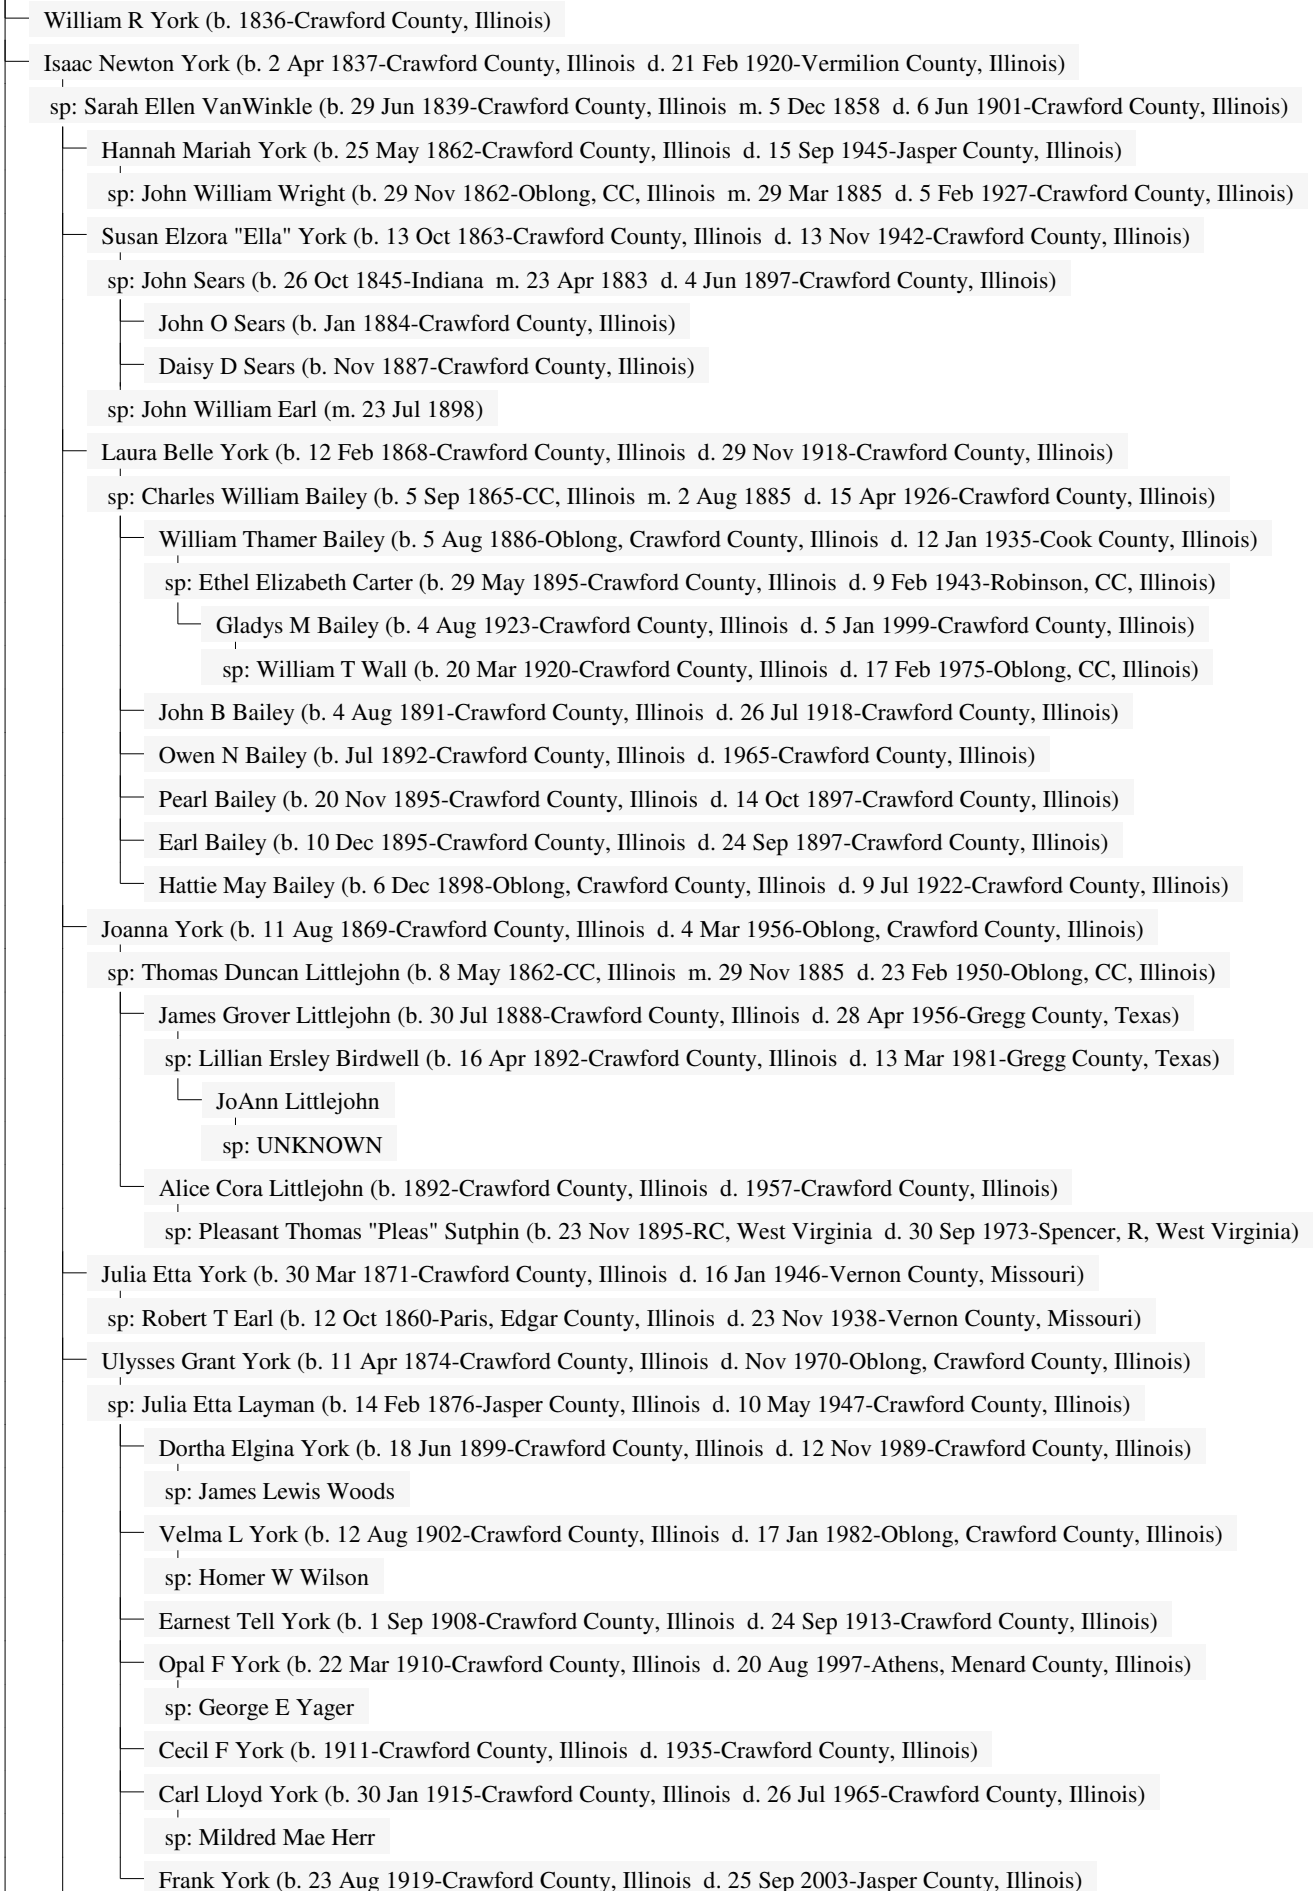 William R York (b. 1836-Crawford County, Illinois)
Isaac Newton York (b. 2 Apr 1837-Crawford County, Illinois d. 21 Feb 1920-Vermilion County, Illinois)
sp: Sarah Ellen VanWinkle (b. 29 Jun 1839-Crawford County, Illinois m. 5 Dec 1858 d. 6 Jun 1901-Crawford County, Illinois)
Hannah Mariah York (b. 25 May 1862-Crawford County, Illinois d. 15 Sep 1945-Jasper County, Illinois)
sp: John William Wright (b. 29 Nov 1862-Oblong, CC, Illinois m. 29 Mar 1885 d. 5 Feb 1927-Crawford County, Illinois)
Susan Elzora "Ella" York (b. 13 Oct 1863-Crawford County, Illinois d. 13 Nov 1942-Crawford County, Illinois)
sp: John Sears (b. 26 Oct 1845-Indiana m. 23 Apr 1883 d. 4 Jun 1897-Crawford County, Illinois)
John O Sears (b. Jan 1884-Crawford County, Illinois)
Daisy D Sears (b. Nov 1887-Crawford County, Illinois)
sp: John William Earl (m. 23 Jul 1898)
Laura Belle York (b. 12 Feb 1868-Crawford County, Illinois d. 29 Nov 1918-Crawford County, Illinois)
sp: Charles William Bailey (b. 5 Sep 1865-CC, Illinois m. 2 Aug 1885 d. 15 Apr 1926-Crawford County, Illinois)
William Thamer Bailey (b. 5 Aug 1886-Oblong, Crawford County, Illinois d. 12 Jan 1935-Cook County, Illinois)
sp: Ethel Elizabeth Carter (b. 29 May 1895-Crawford County, Illinois d. 9 Feb 1943-Robinson, CC, Illinois)
Gladys M Bailey (b. 4 Aug 1923-Crawford County, Illinois d. 5 Jan 1999-Crawford County, Illinois)
sp: William T Wall (b. 20 Mar 1920-Crawford County, Illinois d. 17 Feb 1975-Oblong, CC, Illinois)
John B Bailey (b. 4 Aug 1891-Crawford County, Illinois d. 26 Jul 1918-Crawford County, Illinois)
Owen N Bailey (b. Jul 1892-Crawford County, Illinois d. 1965-Crawford County, Illinois)
Pearl Bailey (b. 20 Nov 1895-Crawford County, Illinois d. 14 Oct 1897-Crawford County, Illinois)
Earl Bailey (b. 10 Dec 1895-Crawford County, Illinois d. 24 Sep 1897-Crawford County, Illinois)
Hattie May Bailey (b. 6 Dec 1898-Oblong, Crawford County, Illinois d. 9 Jul 1922-Crawford County, Illinois)
Joanna York (b. 11 Aug 1869-Crawford County, Illinois d. 4 Mar 1956-Oblong, Crawford County, Illinois)
sp: Thomas Duncan Littlejohn (b. 8 May 1862-CC, Illinois m. 29 Nov 1885 d. 23 Feb 1950-Oblong, CC, Illinois)
James Grover Littlejohn (b. 30 Jul 1888-Crawford County, Illinois d. 28 Apr 1956-Gregg County, Texas)
sp: Lillian Ersley Birdwell (b. 16 Apr 1892-Crawford County, Illinois d. 13 Mar 1981-Gregg County, Texas)
JoAnn Littlejohn
sp: UNKNOWN
Alice Cora Littlejohn (b. 1892-Crawford County, Illinois d. 1957-Crawford County, Illinois)
sp: Pleasant Thomas "Pleas" Sutphin (b. 23 Nov 1895-RC, West Virginia d. 30 Sep 1973-Spencer, R, West Virginia)
Julia Etta York (b. 30 Mar 1871-Crawford County, Illinois d. 16 Jan 1946-Vernon County, Missouri)
sp: Robert T Earl (b. 12 Oct 1860-Paris, Edgar County, Illinois d. 23 Nov 1938-Vernon County, Missouri)
Ulysses Grant York (b. 11 Apr 1874-Crawford County, Illinois d. Nov 1970-Oblong, Crawford County, Illinois)
sp: Julia Etta Layman (b. 14 Feb 1876-Jasper County, Illinois d. 10 May 1947-Crawford County, Illinois)
Dortha Elgina York (b. 18 Jun 1899-Crawford County, Illinois d. 12 Nov 1989-Crawford County, Illinois)
sp: James Lewis Woods
Velma L York (b. 12 Aug 1902-Crawford County, Illinois d. 17 Jan 1982-Oblong, Crawford County, Illinois)
sp: Homer W Wilson
Earnest Tell York (b. 1 Sep 1908-Crawford County, Illinois d. 24 Sep 1913-Crawford County, Illinois)
Opal F York (b. 22 Mar 1910-Crawford County, Illinois d. 20 Aug 1997-Athens, Menard County, Illinois)
sp: George E Yager
Cecil F York (b. 1911-Crawford County, Illinois d. 1935-Crawford County, Illinois)
Carl Lloyd York (b. 30 Jan 1915-Crawford County, Illinois d. 26 Jul 1965-Crawford County, Illinois)
sp: Mildred Mae Herr
Frank York (b. 23 Aug 1919-Crawford County, Illinois d. 25 Sep 2003-Jasper County, Illinois)